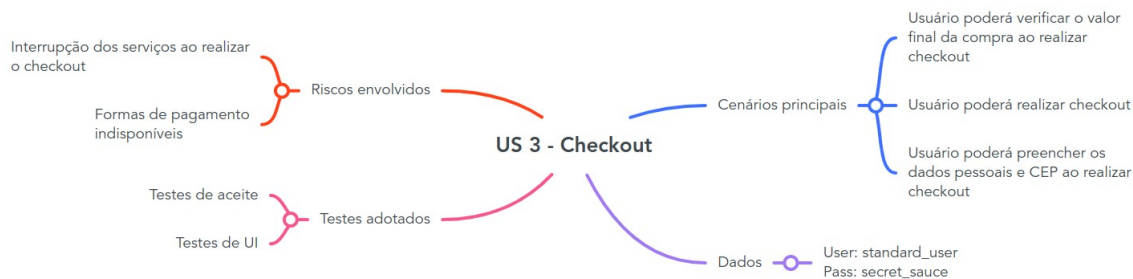 US 3 - Checkout
Riscos envolvidos
Interrupção dos serviços ao realizar
o checkout
Formas de pagamento
indisponíveis
Testes adotados
Testes de aceite
Testes de UI
Cenários principais
Usuário poderá verificar o valor
final da compra ao realizar
checkout
Usuário poderá realizar checkout
Usuário poderá preencher os
dados pessoais e CEP ao realizar
checkout
Dados
User: standard_user
Pass: secret_sauce